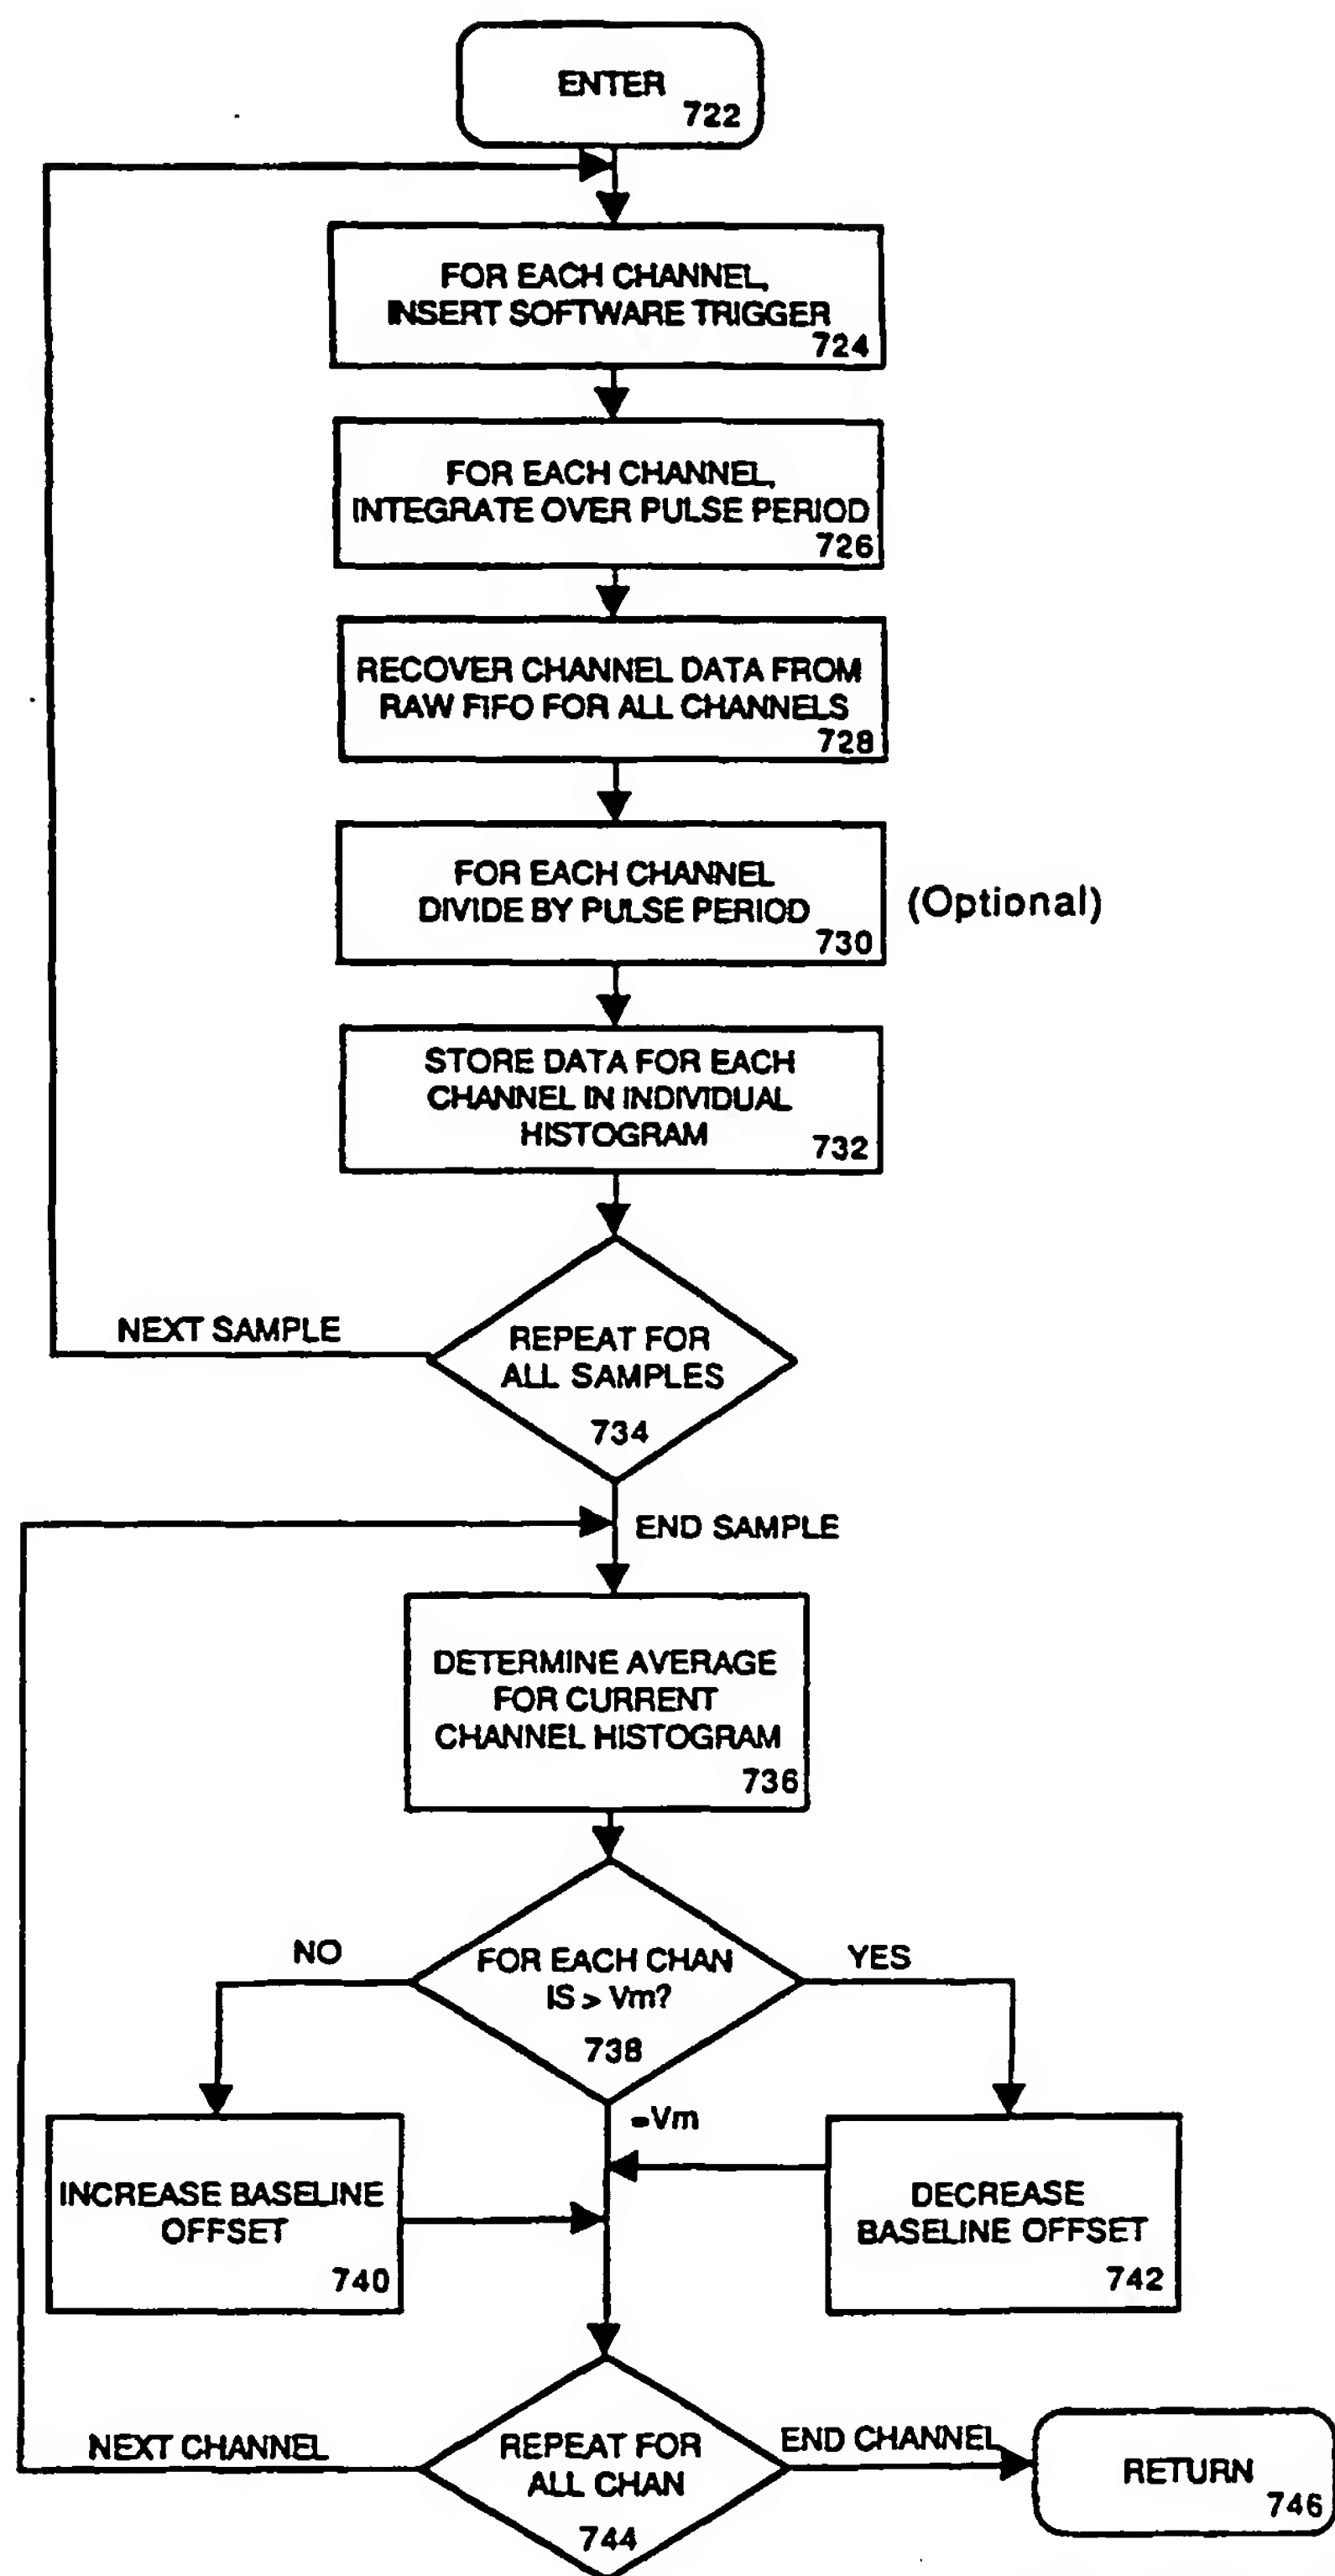 ENTER
722
FOR EACH CHANNEL,
INSERT SOFTWARE TRIGGER
724
FOR EACH CHANNEL,
INTEGRATE OVER PULSE PERIOD
726
RECOVER CHANNEL DATA FROM
RAW FIFO FOR ALL CHANNELS
728
FOR EACH CHANNEL
DIVIDE BY PULSE PERIOD
730
(Optional)
STORE DATA FOR EACH
CHANNEL IN INDIVIDUAL
HISTOGRAM
732
NEXT SAMPLE
REPEAT FOR
ALL SAMPLES
734
END SAMPLE
DETERMINE AVERAGE
FOR CURRENT
CHANNEL HISTOGRAM
736
NO
FOR EACH CHAN
IS > Vm?
738
YES
=Vm
INCREASE BASELINE
OFFSET
740
DECREASE
BASELINE OFFSET
742
NEXT CHANNEL
REPEAT FOR
ALL CHAN
744
END CHANNEL
RETURN
746